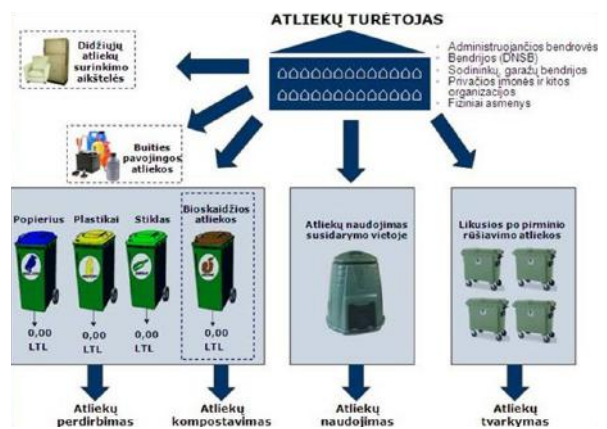 ATLIEKŲ TURĖTOJAS
Didžiųjų
atliekų
surinkimo
aikštelės
Administruojančios bendrovės
Bendrijos (DNSB)
Sodininkų, garažų bendrijos
Privačios įmonės ir kitos
organizacijos
Fiziniai asmenys
Buities
pavojingos
atliekos
Popierius
Plastikai
Stiklas
Bioskaidžios
atliekos
0,00
LTL
0,00
LTL
0,00
LTL
0,00
LTL
Atliekų naudojimas
susidarymo vietoje
Likusios po pirminio
rūšiavimo atliekos
Atliekų
perdirbimas
Atliekų
kompostavimas
Atliekų
naudojimas
Atliekų
tvarkymas